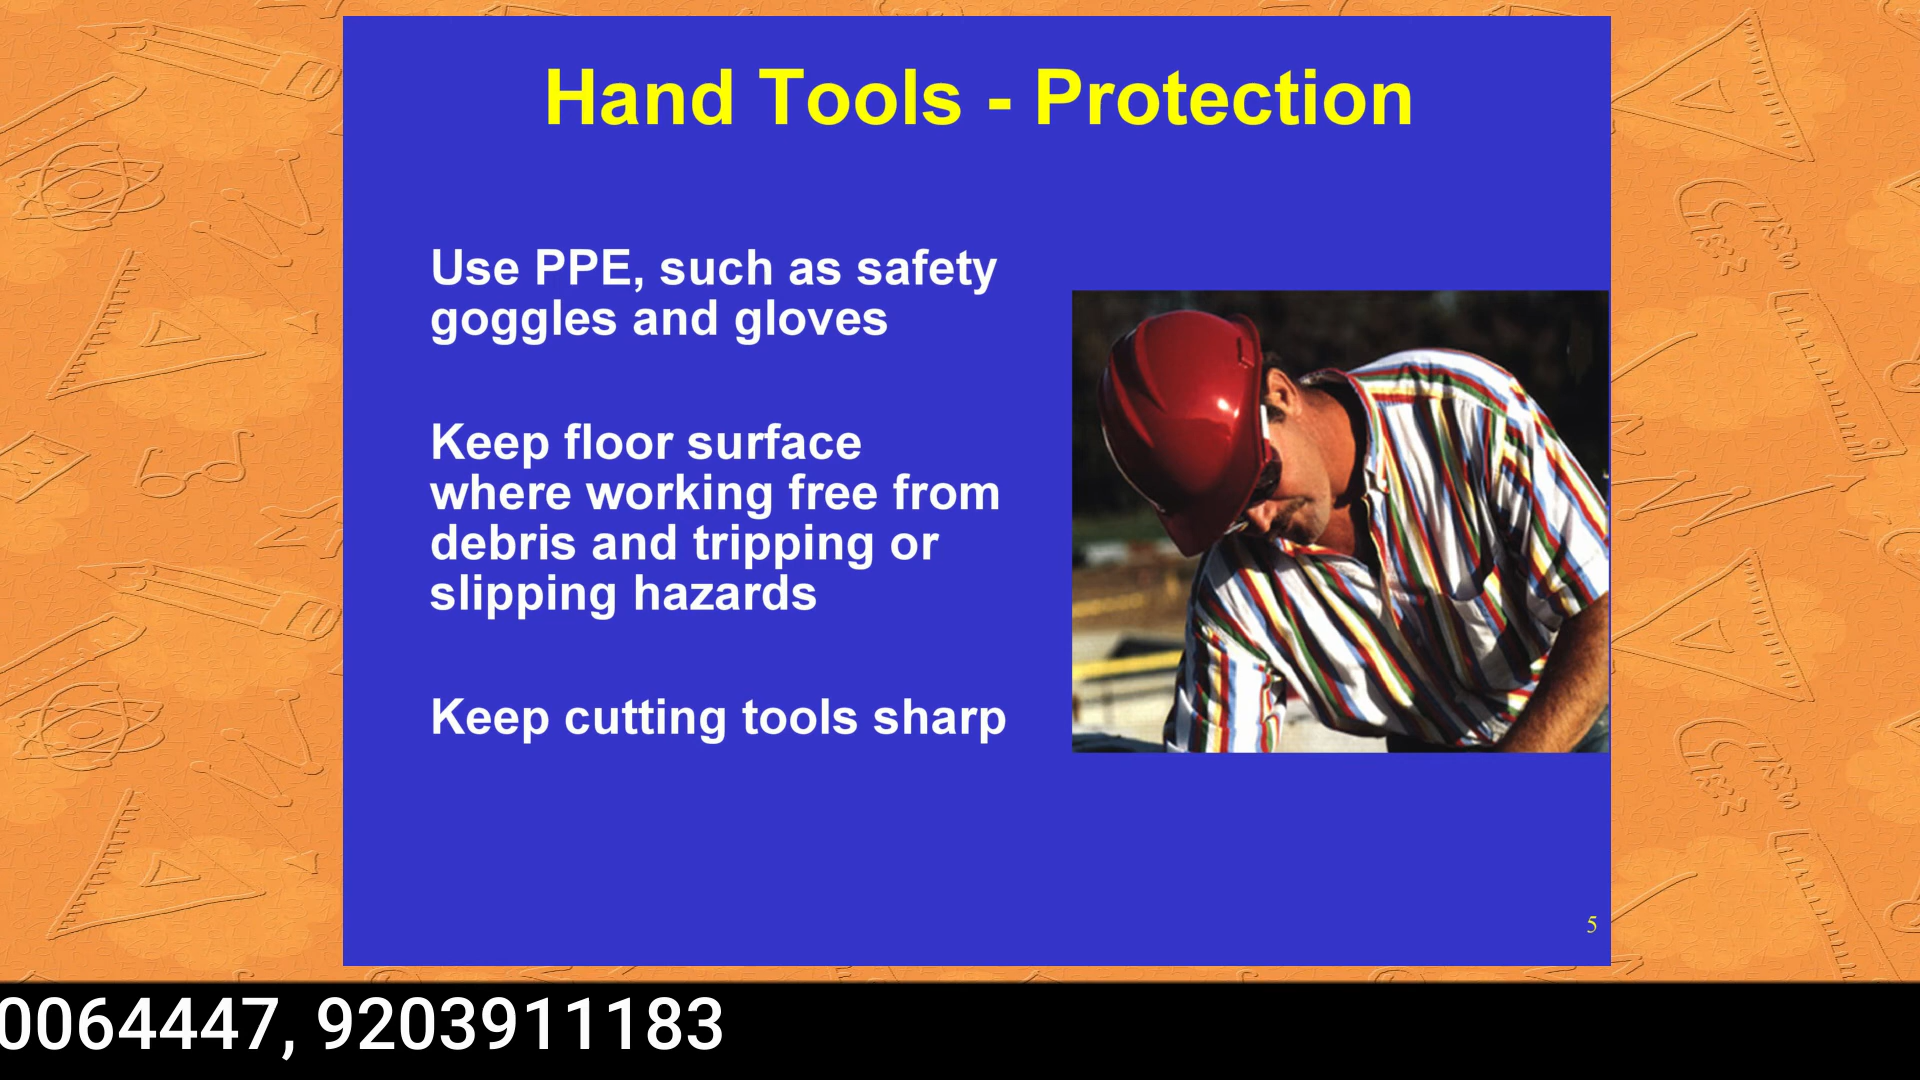 Hand Tools - Protection
Use PPE, such as safety
goggles and gloves
Keep floor surface
where working free from
debris and tripping or
slipping hazards
Keep cutting tools sharp
5
0064447, 9203911183